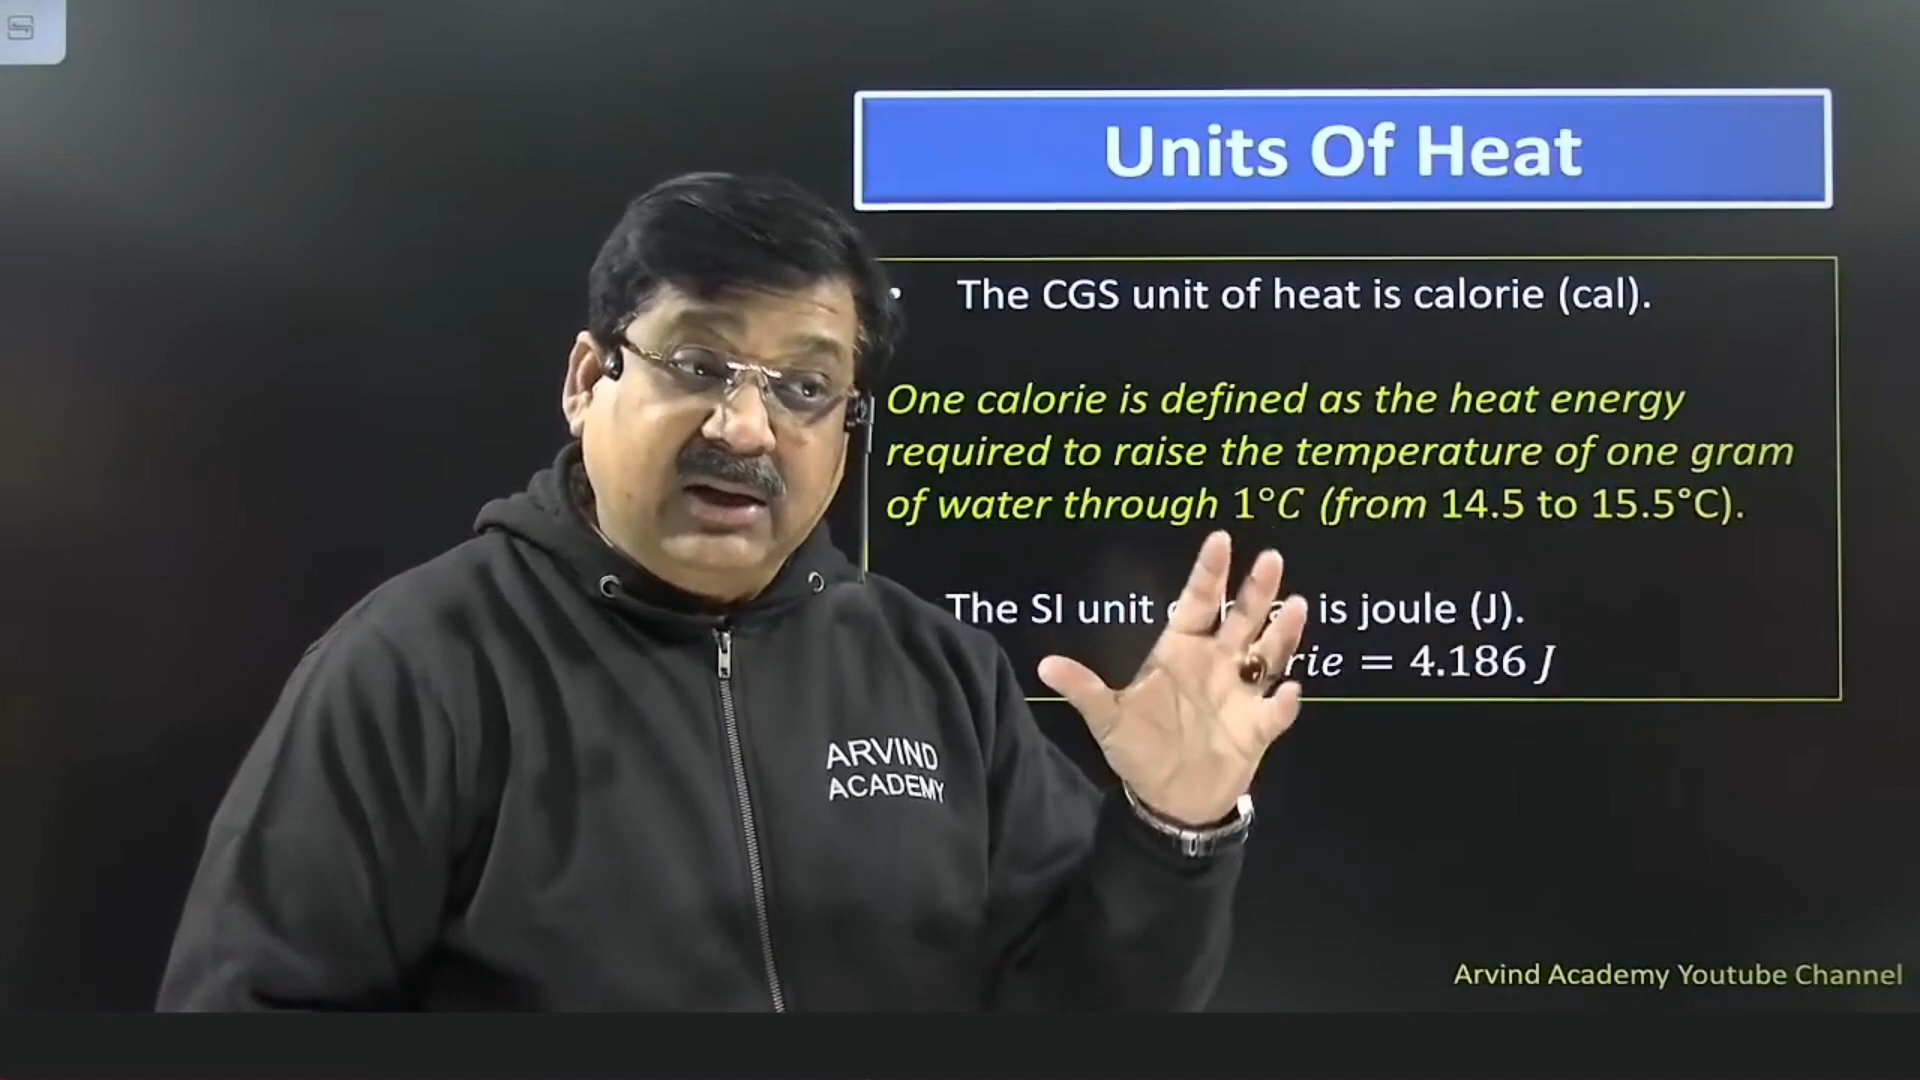 Units Of Heat
• The CGS unit of heat is calorie (cal).
One calorie is defined as the heat energy
required to raise the temperature of one gram
of water through 1°C (from 14.5 to 15.5°C).
The SI unit is joule (J).
= 4.186 J
ARVIND
ACADEMY
Arvind Academy Youtube Channel